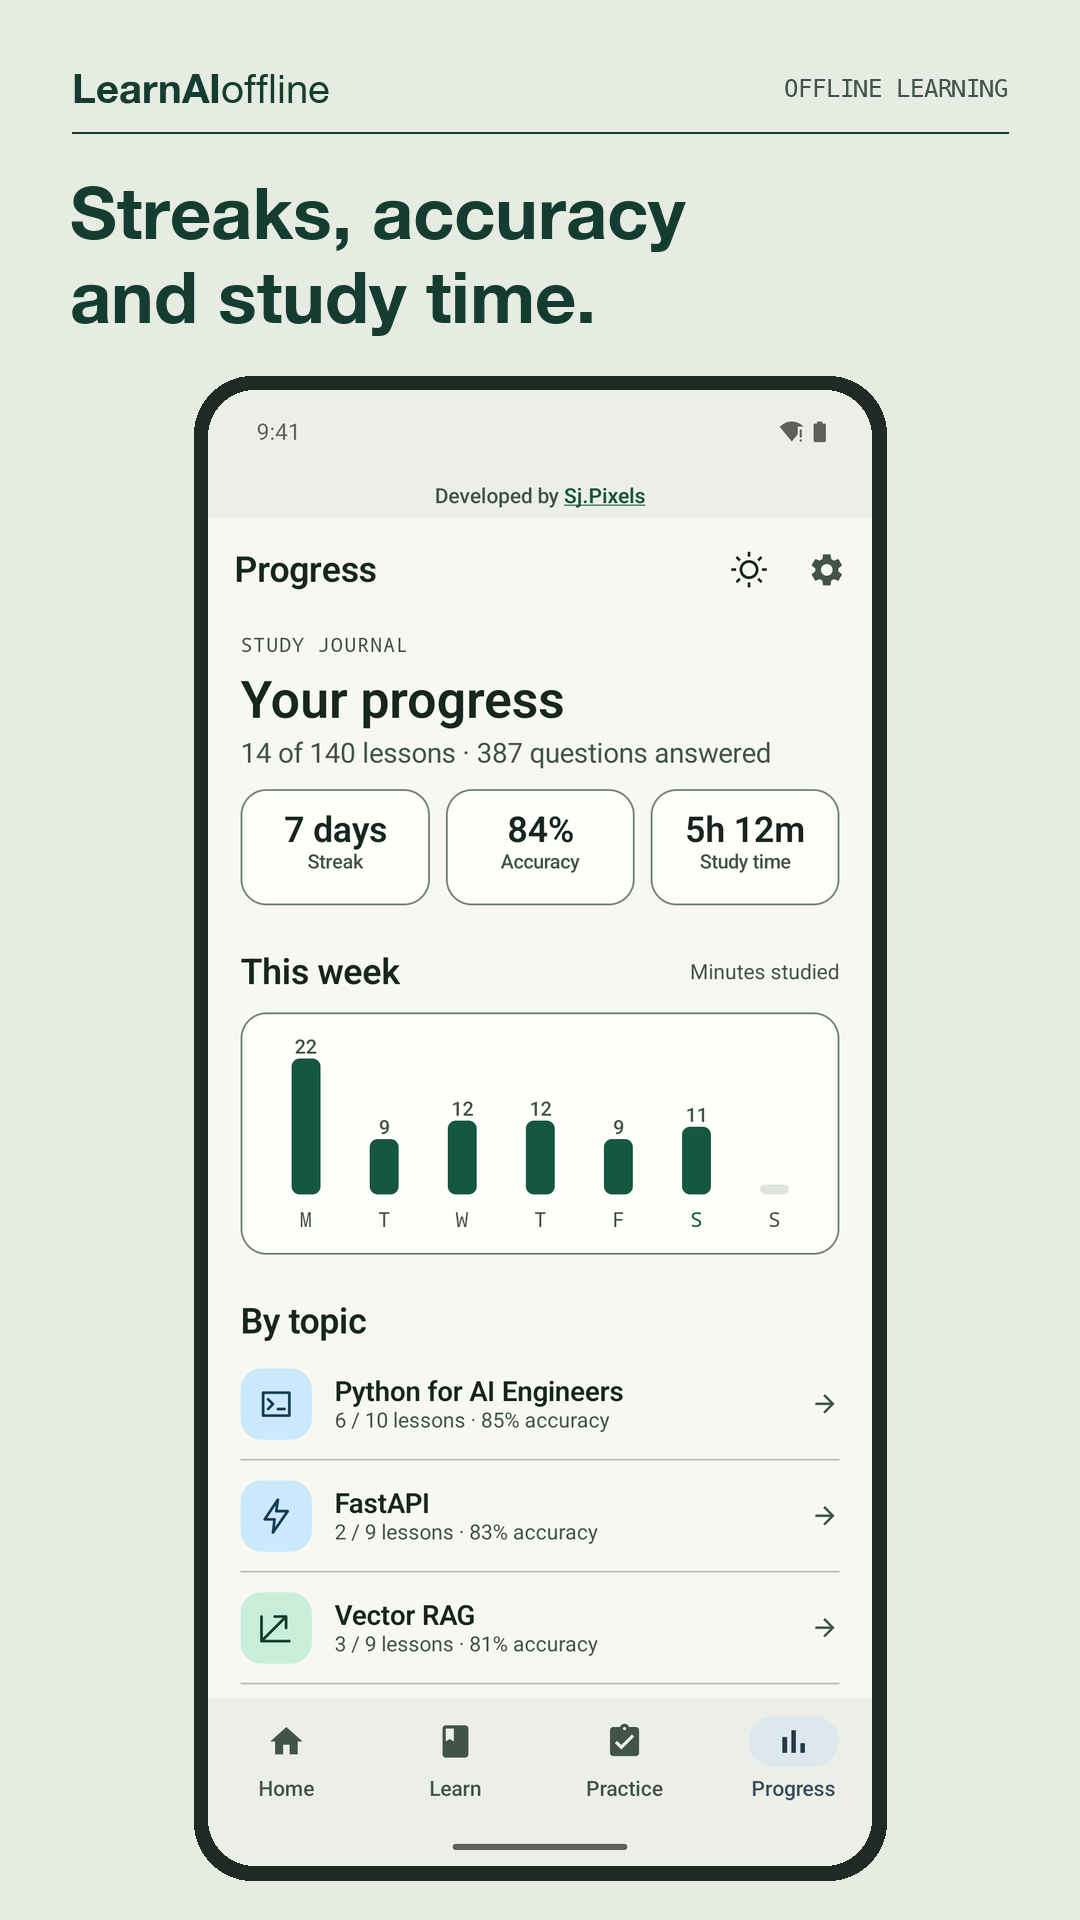 LearnAIoffline
OFFLINE LEARNING
Streaks, accuracy
and study time.
9:41
Developed by Sj.Pixels
Progress
STUDY JOURNAL
Your progress
14 of 140 lessons · 387 questions answered
7 days
Streak
84%
Accuracy
5h 12m
Study time
This week
Minutes studied
22 9 12 12 9 11
M T W T F S S
By topic
Python for AI Engineers
6 / 10 lessons · 85% accuracy
FastAPI
2 / 9 lessons · 83% accuracy
Vector RAG
3 / 9 lessons · 81% accuracy
Home Learn Practice Progress